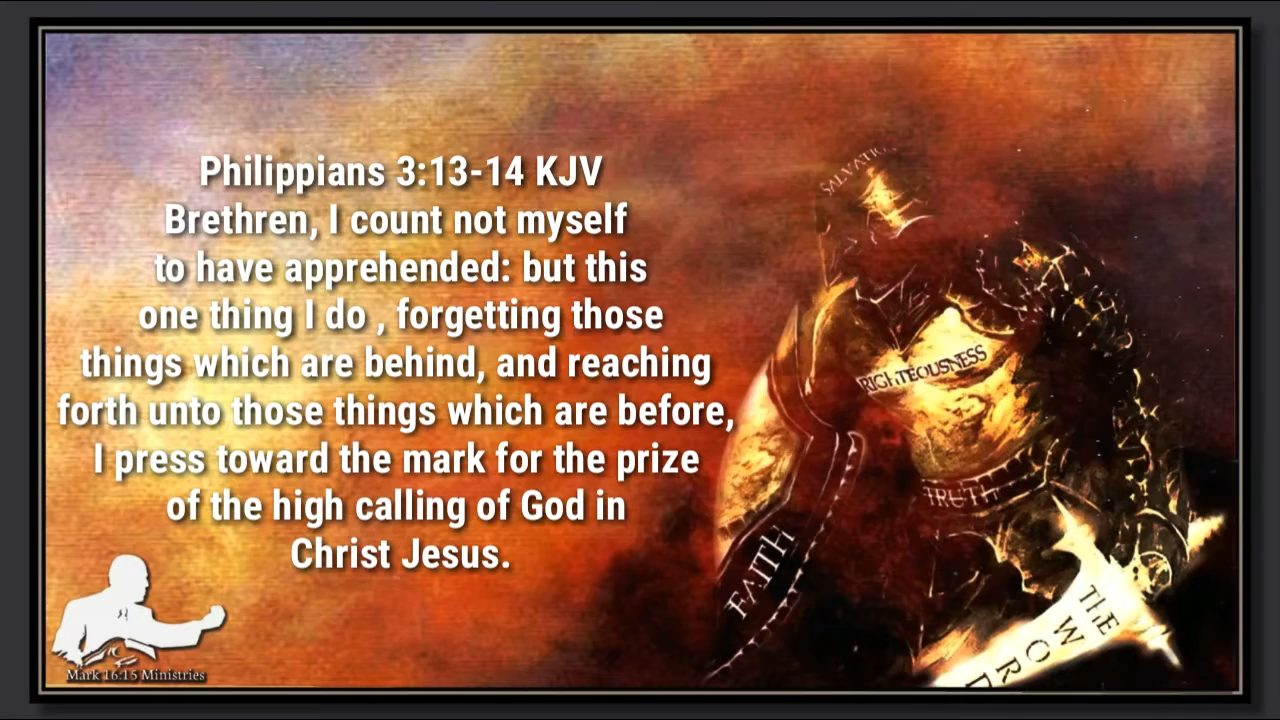 Philippians 3:13-14 KJV
Brethren, I count not myself
to have apprehended: but this
one thing I do , forgetting those
things which are behind, and reaching
forth unto those things which are before,
I press toward the mark for the prize
of the high calling of God in
Christ Jesus.
SALVATIO
RIGHTEOUSNESS
TRUTH
FAITH
THE
WORD
Mark 16:15 Ministries